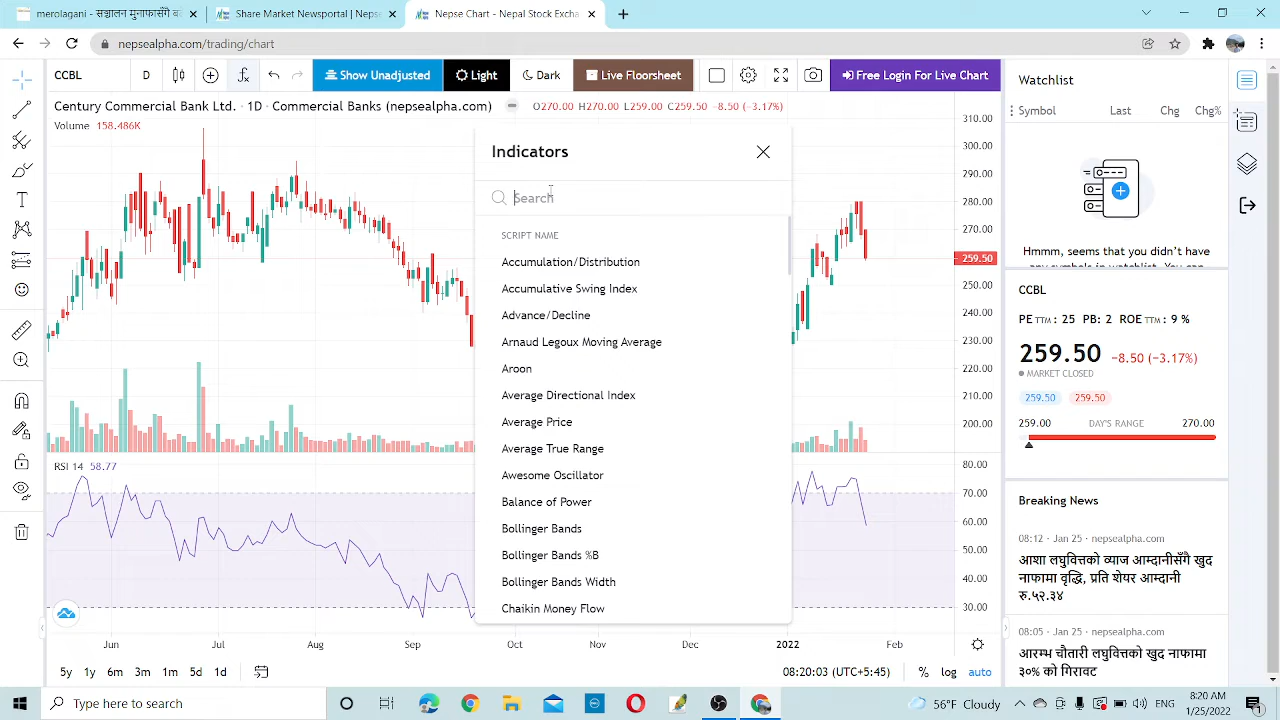 merolagani - मेरोलगानी - सम्पूण
Share Sansportal | Nepse News,
Nepse Chart - NepseAlpha
nepsealpha.com/trading/chart
CCBL
D
Show Unadjusted
Light
Dark
Live Floorsheet
Free Login For Live Chart
Century Commercial Bank Ltd. · 1D · Commercial Banks (nepsealpha.com)
O270.00 H270.00 L259.00 C259.50 -8.50 (-3.17%)
Volume 158.486K
Indicators
Search
SCRIPT NAME
Accumulation/Distribution
Accumulative Swing Index
Advance/Decline
Arnaud Legoux Moving Average
Aroon
Average Directional Index
Average Price
Average True Range
Awesome Oscillator
Balance of Power
Bollinger Bands
Bollinger Bands %B
Bollinger Bands Width
Chaikin Money Flow
310.00
300.00
290.00
280.00
270.00
259.50
250.00
240.00
230.00
220.00
210.00
200.00
RSI 14 58.77
80.00
70.00
60.00
50.00
40.00
30.00
Jun Jul Aug Sep Oct Nov Dec 2022 Feb
5y 1y 6m 3m 1m 5d 1d
08:20:03 (UTC+5:45) % log auto
Watchlist
Symbol Last Chg Chg%
Hmmm, seems that you didn't have
CCBL
PE TTM: 25 PB: 2 ROE TTM: 9 %
259.50 −8.50 (−3.17%)
MARKET CLOSED
259.50 259.50
259.00 DAY'S RANGE 270.00
Breaking News
08:12 · Jan 25 · nepsealpha.com
आशा लघुवित्तको व्याज आम्दानीसँगै खुद
नाफामा वृद्धि, प्रति शेयर आम्दानी
रु.५२.३४
08:05 · Jan 25 · nepsealpha.com
आरम्भ चौतारी लघुवित्तको खुद नाफामा
३०% को गिरावट
Type here to search
56°F Cloudy
ENG
8:20 AM
1/25/2022